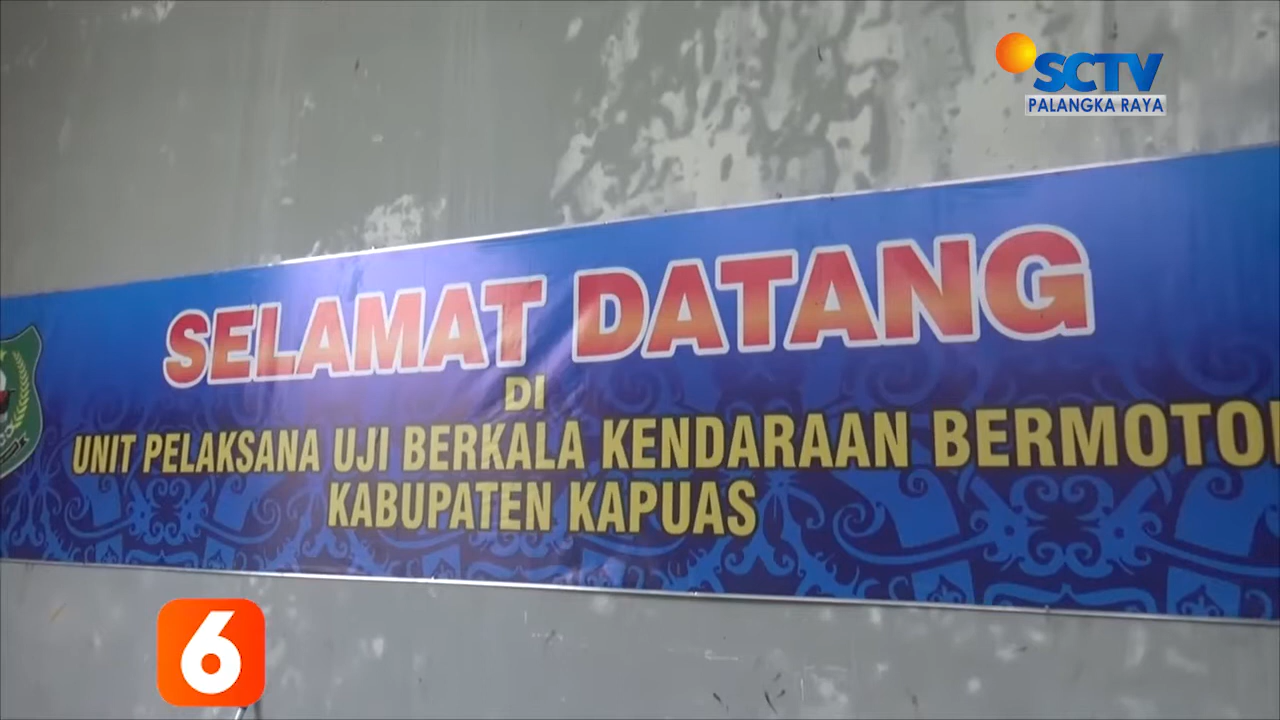 SCTV
PALANGKA RAYA
SELAMAT DATANG
DI
UNIT PELAKSANA UJI BERKALA KENDARAAN BERMOTOR
KABUPATEN KAPUAS
6